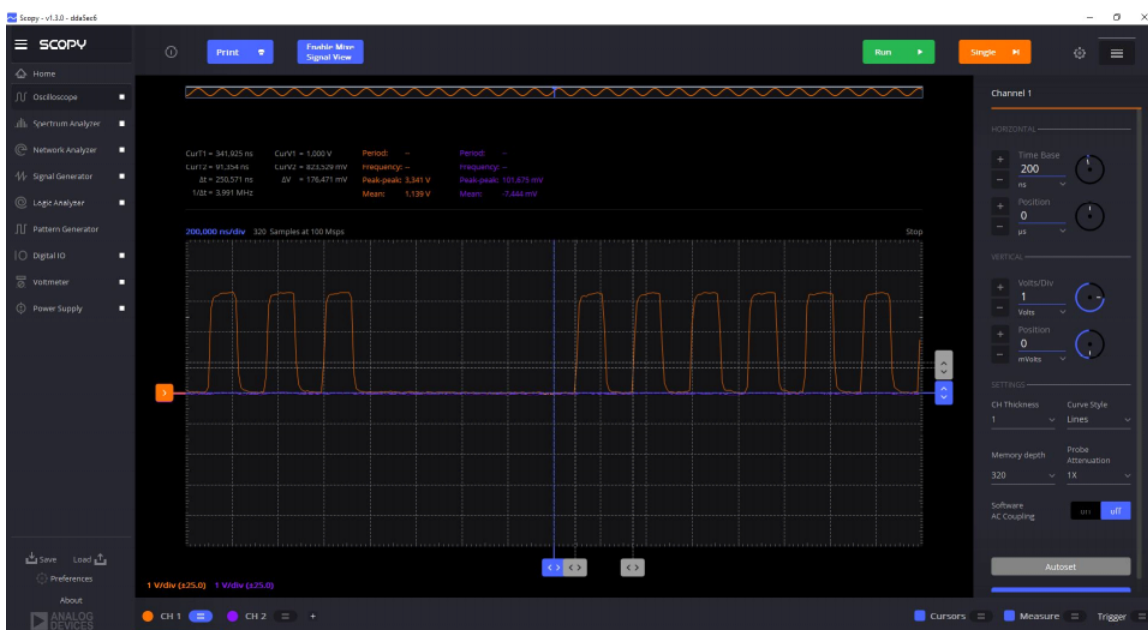 Scopy - v1.3.0 - dda5ec6
SCOPY
Print
Enable Mixe
Signal View
Run
Single
Home
Oscilloscope
Spectrum Analyzer
Network Analyzer
Signal Generator
Logic Analyzer
Pattern Generator
Digital IO
Voltmeter
Power Supply
Save Load
Preferences
About
ANALOG
DEVICES
CurT1 = 341,925 ns CurV1 = 1,000 V Period: -- Period: --
CurT2 = 91,354 ns CurV2 = 823,529 mV Frequency: -- Frequency: --
Δt = 250,571 ns ΔV = 176,471 mV Peak-peak: 3,341 V Peak-peak: 101,675 mV
1/Δt = 3,991 MHz Mean: 1,139 V Mean: -7,444 mV
200,000 ns/div 320 Samples at 100 Msps Stop
1 V/div (±25.0) 1 V/div (±25.0)
CH 1 CH 2 + Cursors Measure Trigger
Channel 1
HORIZONTAL
Time Base
200
ns
Position
0
µs
VERTICAL
Volts/Div
1
Volts
Position
0
mVolts
SETTINGS
CH Thickness Curve Style
1 Lines
Memory depth Probe Attenuation
320 1X
Software
AC Coupling on off
Autoset